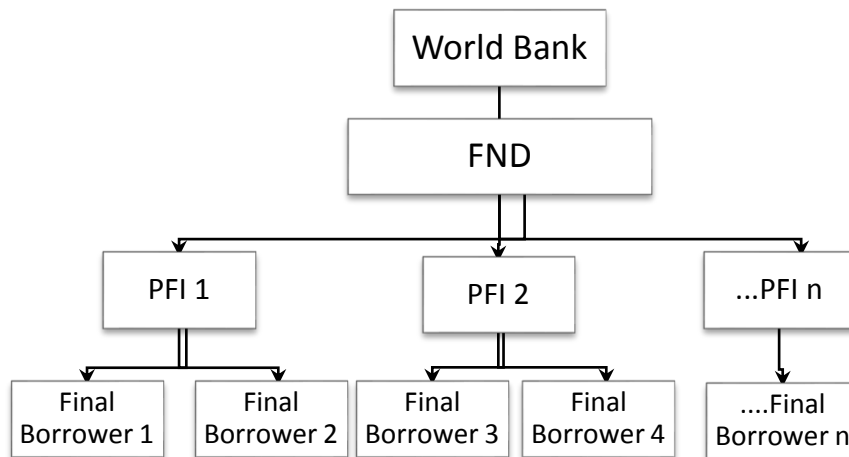 World Bank
FND
PFI 1
PFI 2
...PFI n
Final
Borrower 1
Final
Borrower 2
Final
Borrower 3
Final
Borrower 4
....Final
Borrower n